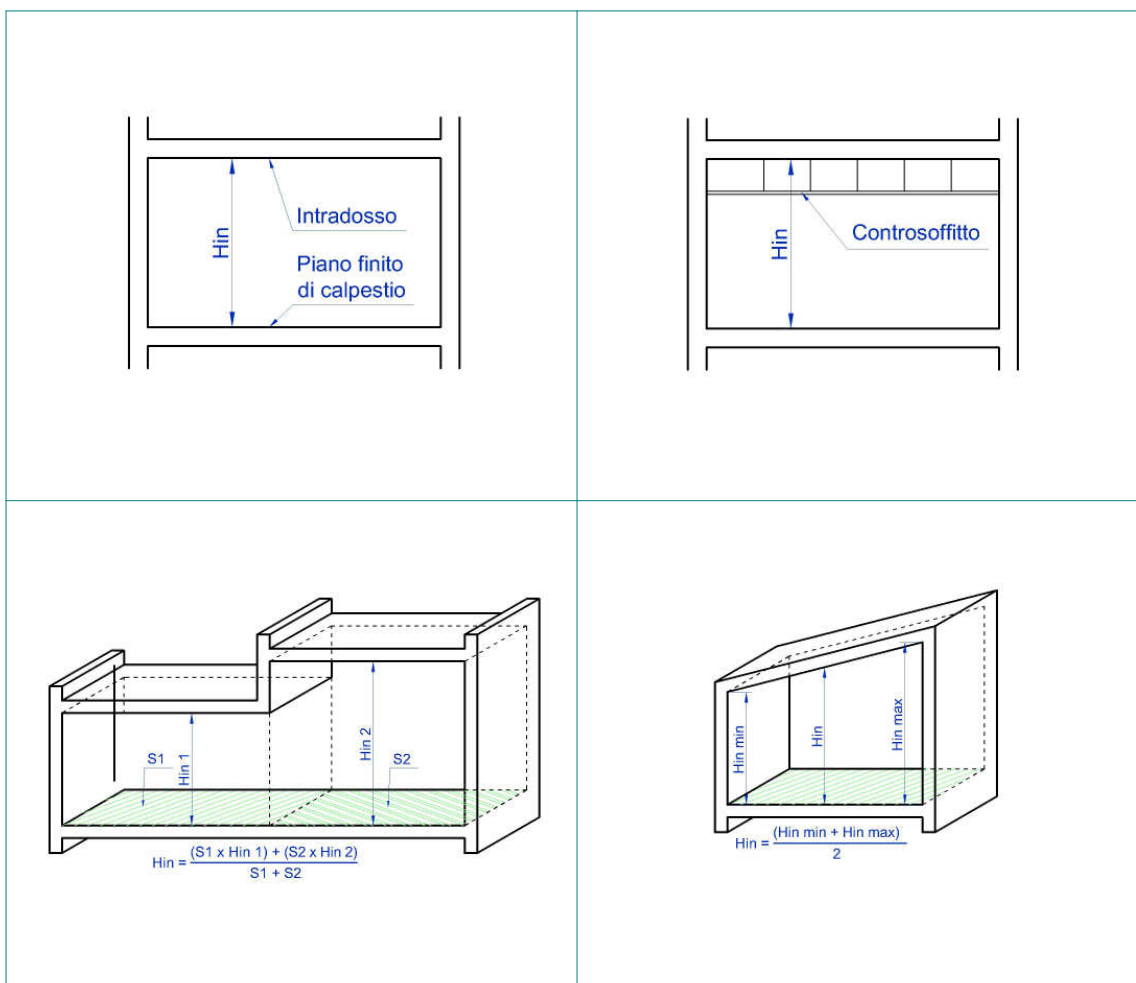 Hin
Intradosso
Piano finito
di calpestio
Hin
Controsoffitto
S1
Hin 1
Hin 2
S2
Hin = (S1 x Hin 1) + (S2 x Hin 2)
S1 + S2
Hin min
Hin
Hin max
Hin = (Hin min + Hin max)
2